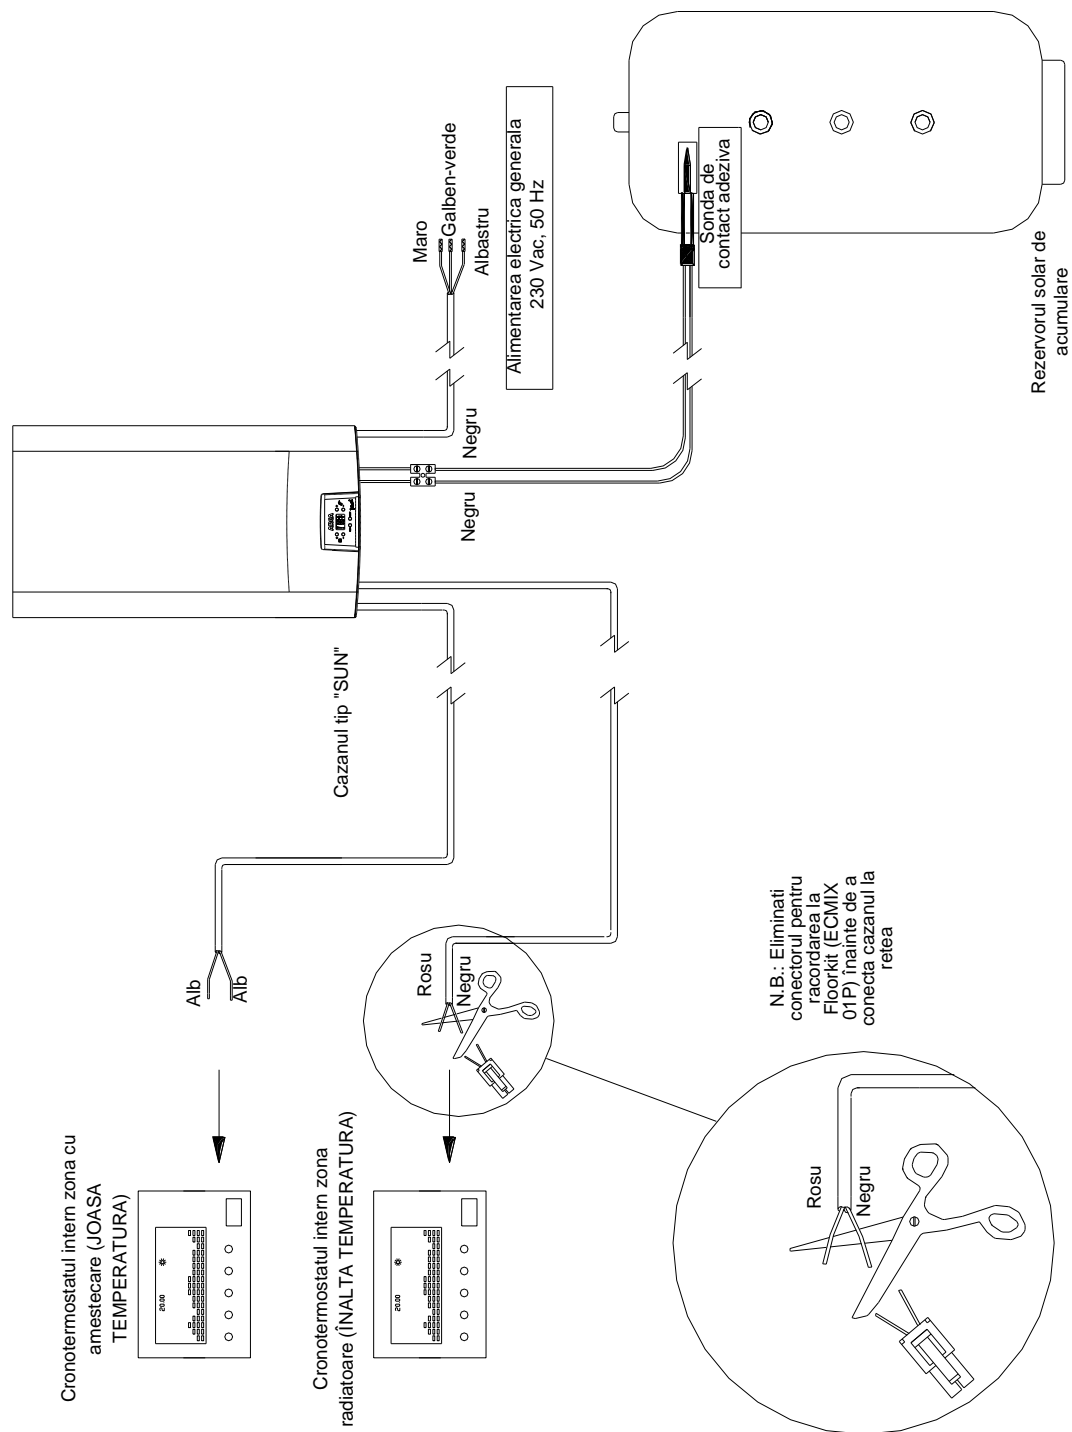 Maro
Galben-verde
Albastru
Alimentarea electrica generala
230 Vac, 50 Hz
Sonda de
contact adeziva
Rezervorul solar de
acumulare
Negru
Negru
Cazanul tip "SUN"
Alb
Alb
Rosu
Negru
N.B.: Eliminati
conectorul pentru
racordarea la
Floorkit (ECMIX
01P) înainte de a
conecta cazanul la
retea
Cronotermostatul intern zona cu
amestecare (JOASA
TEMPERATURA)
20.00
Cronotermostatul intern zona
radiatoare (ÎNALTA TEMPERATURA)
20.00
Rosu
Negru